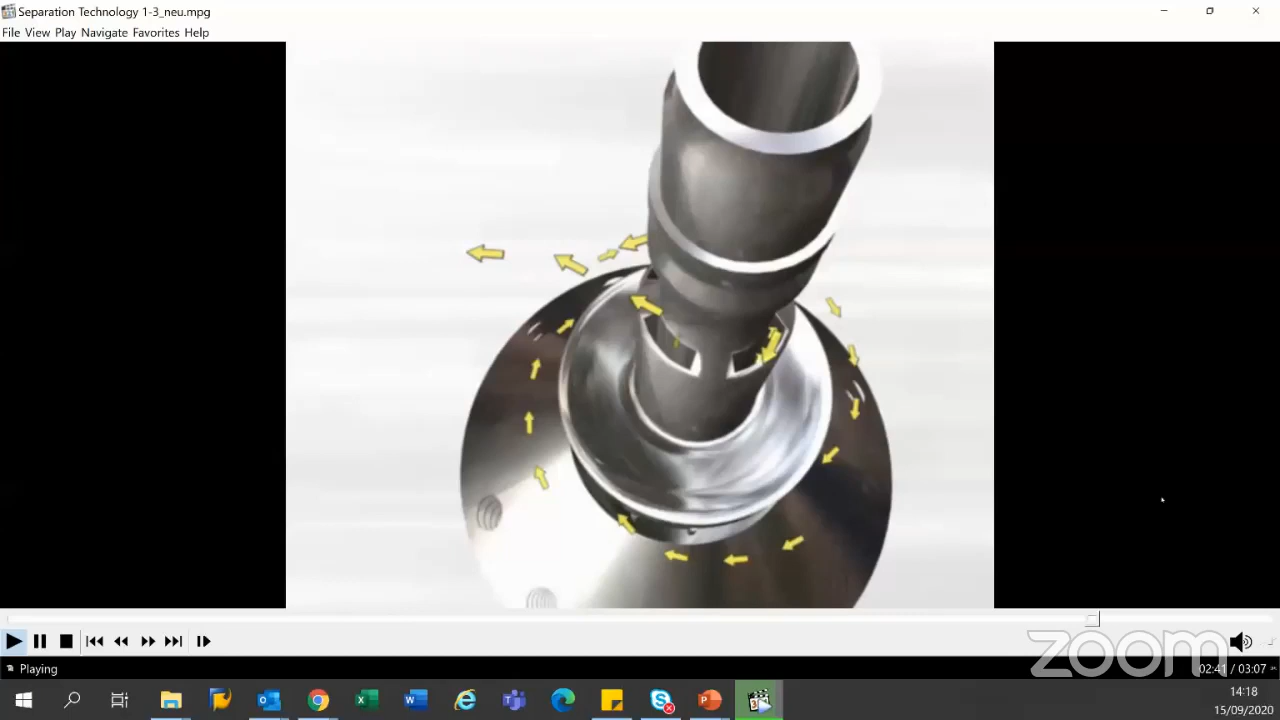 Separation Technology 1-3_neu.mpg
File View Play Navigate Favorites Help
zoom
Playing
02:41 / 03:07
14:18
15/09/2020